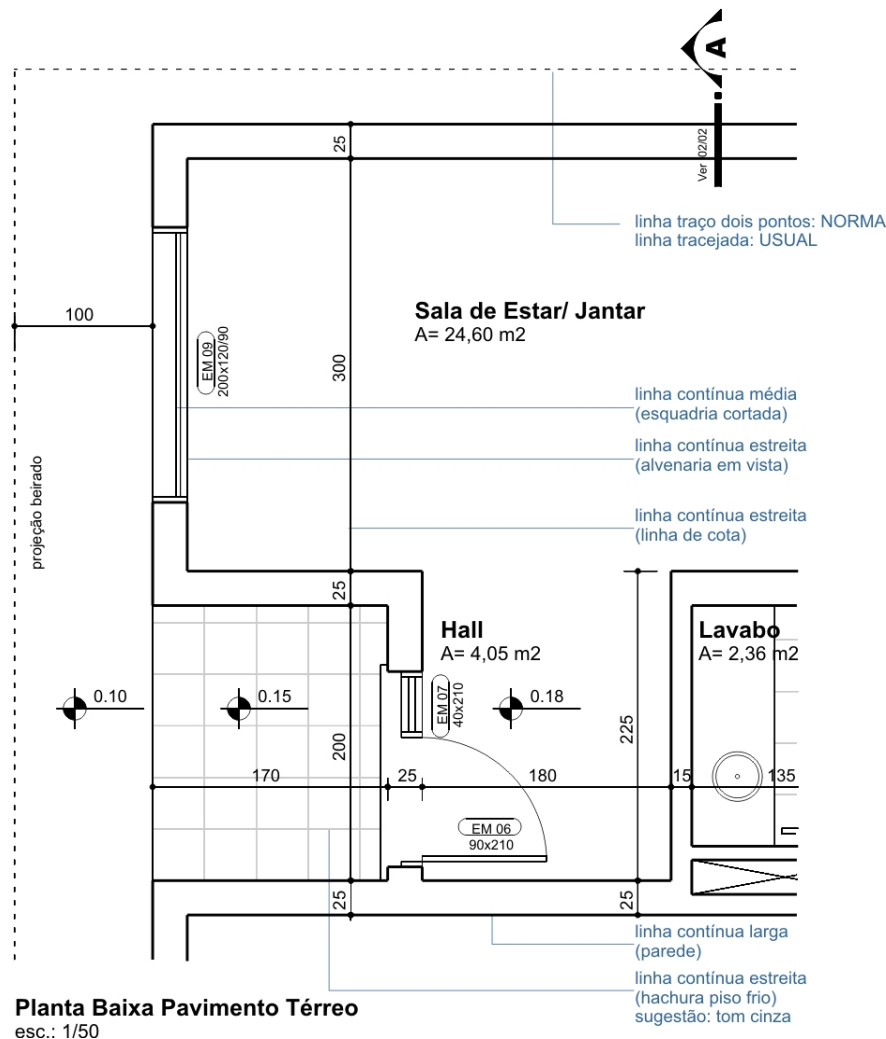 A
Ver 02/02
25
linha traço dois pontos: NORMA
linha tracejada: USUAL
Sala de Estar/ Jantar
A= 24,60 m2
100
EM 09
200x120/90
300
linha contínua média
(esquadria cortada)
linha contínua estreita
(alvenaria em vista)
projeção beirado
linha contínua estreita
(linha de cota)
25
Hall
A= 4,05 m2
Lavabo
A= 2,36 m2
0.10
0.15
EM 07
40x210
0.18
200
225
170
25
180
15
135
EM 06
90x210
25
25
linha contínua larga
(parede)
linha contínua estreita
(hachura piso frio)
sugestão: tom cinza
Planta Baixa Pavimento Térreo
esc.: 1/50